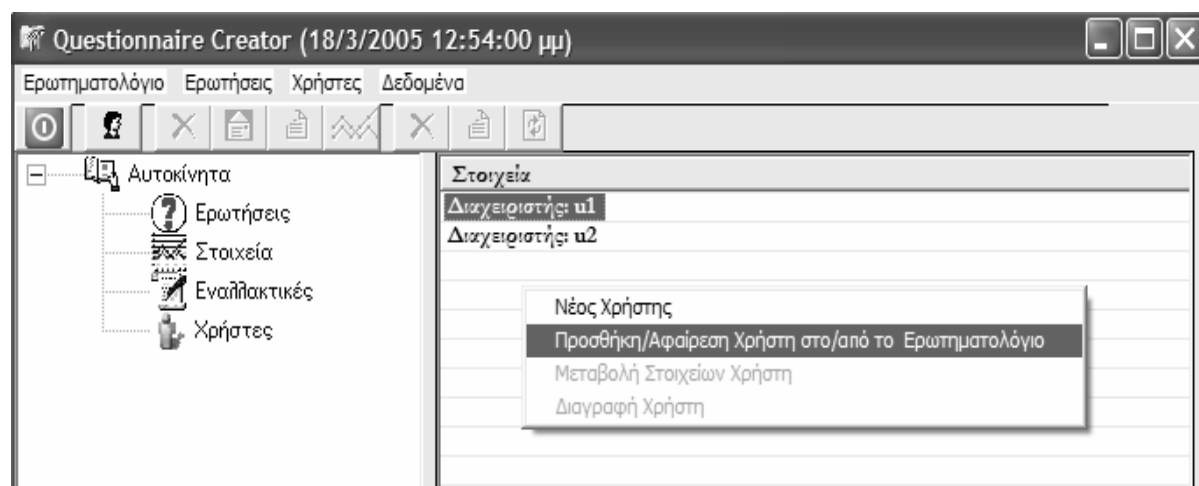 Questionnaire Creator (18/3/2005 12:54:00 μμ)
Ερωτηματολόγιο Ερωτήσεις Χρήστες Δεδομένα
Αυτοκίνητα
Ερωτήσεις
Στοιχεία
Εναλλακτικές
Χρήστες
Στοιχεία
Διαχειριστής: u1
Διαχειριστής: u2
Νέος Χρήστης
Προσθήκη/Αφαίρεση Χρήστη στο/από το Ερωτηματολόγιο
Μεταβολή Στοιχείων Χρήστη
Διαγραφή Χρήστη